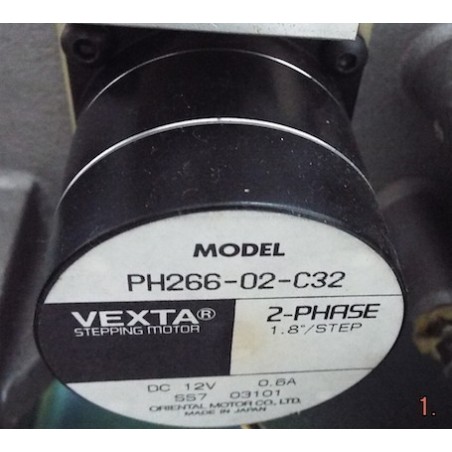 MODEL
PH266-02-C32
VEXTA® 2-PHASE
STEPPING MOTOR 1.8°/STEP
DC 12V 0.6A
S57 03101
ORIENTAL MOTOR CO., LTD.
MADE IN JAPAN
1.